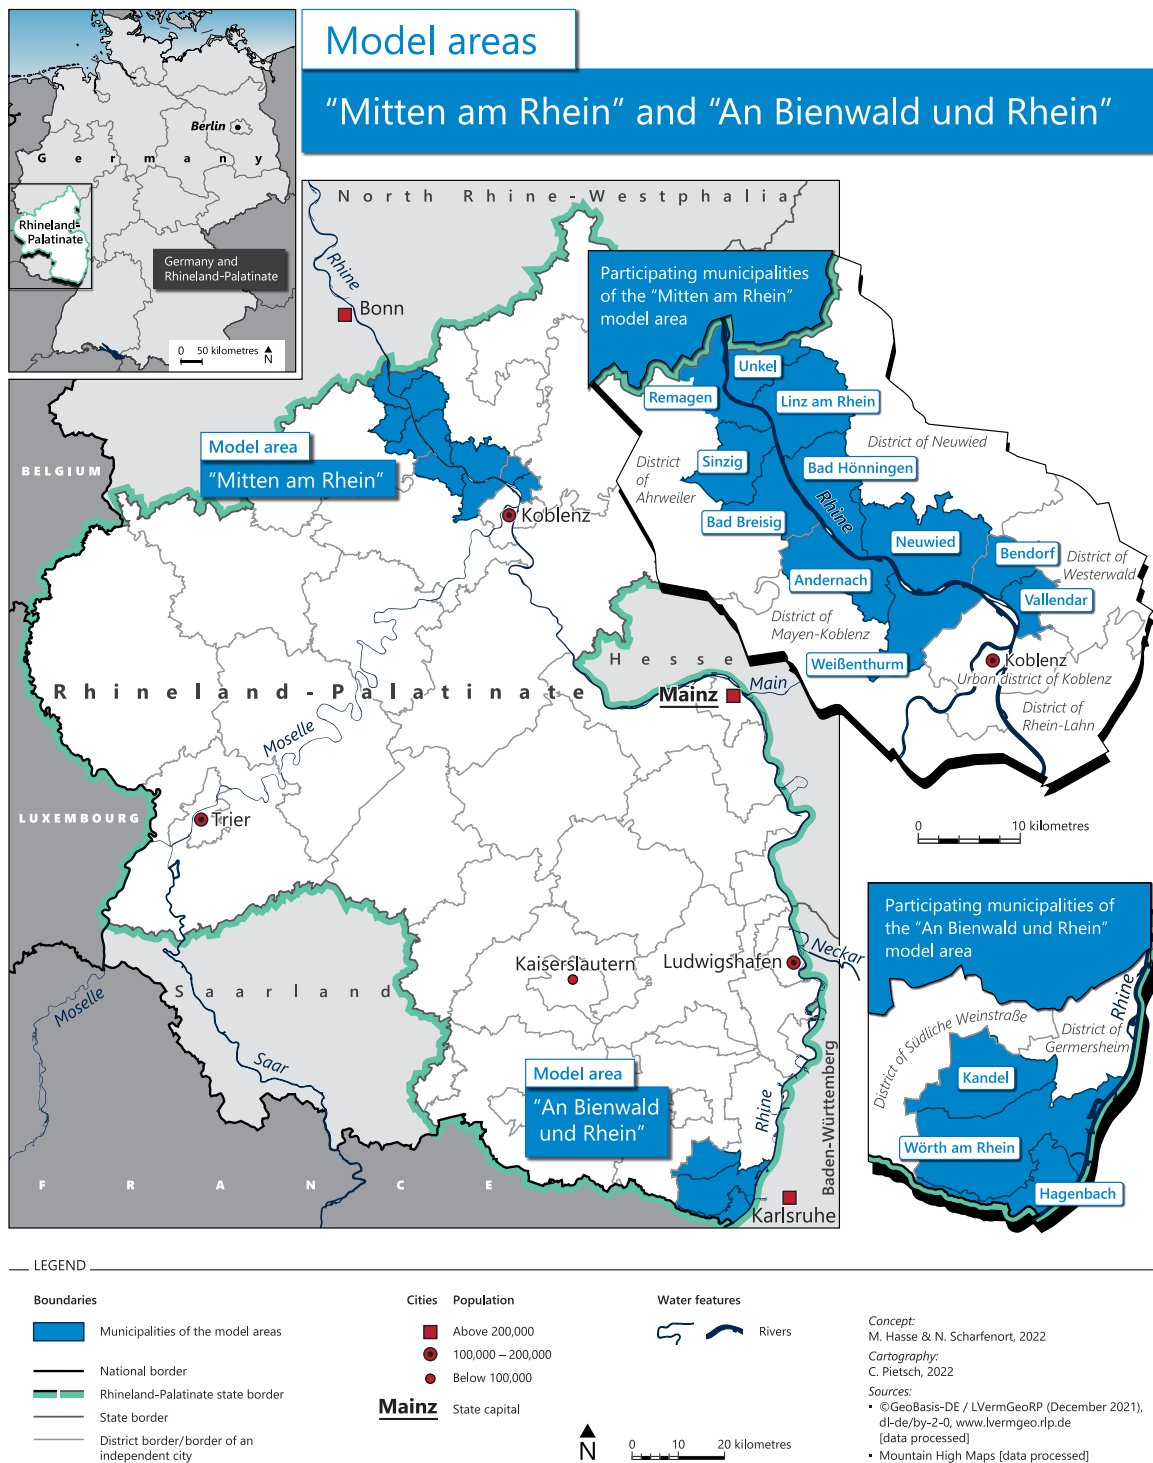 Model areas
“Mitten am Rhein” and “An Bienwald und Rhein”
Berlin
G e r m a n y
Rhineland-
Palatinate
Germany and
Rhineland-Palatinate
0 50 kilometres
N
North Rhine-Westphalia
Rhine
Bonn
Model area
“Mitten am Rhein”
BELGIUM
Koblenz
Rhineland-Palatinate
Hesse
Mainz
Main
Moselle
LUXEMBOURG
Trier
Kaiserslautern
Ludwigshafen
Neckar
Saarland
Moselle
Saar
Model area
“An Bienwald
und Rhein”
Rhine
Baden-Württemberg
FRANCE
Karlsruhe
Participating municipalities
of the “Mitten am Rhein”
model area
Unkel
Remagen
Linz am Rhein
District of Neuwied
Sinzig
District
of
Ahrweiler
Bad Hönningen
Rhine
Bad Breisig
Neuwied
Bendorf
District of
Westerwald
Andernach
Vallendar
District of
Mayen-Koblenz
Weißenthurm
Koblenz
Urban district of Koblenz
District of
Rhein-Lahn
0 10 kilometres
Participating municipalities of
the “An Bienwald und Rhein”
model area
Rhine
District of Südliche Weinstraße
District of
Germersheim
Kandel
Wörth am Rhein
Hagenbach
LEGEND
Boundaries
Municipalities of the model areas
National border
Rhineland-Palatinate state border
State border
District border/border of an
independent city
Cities Population
Above 200,000
100,000 – 200,000
Below 100,000
Mainz State capital
Water features
Rivers
N
0 10 20 kilometres
Concept:
M. Hasse & N. Scharfenort, 2022
Cartography:
C. Pietsch, 2022
Sources:
▪ ©GeoBasis-DE / LVermGeoRP (December 2021),
dl-de/by-2-0, www.lvermgeo.rlp.de
[data processed]
▪ Mountain High Maps [data processed]